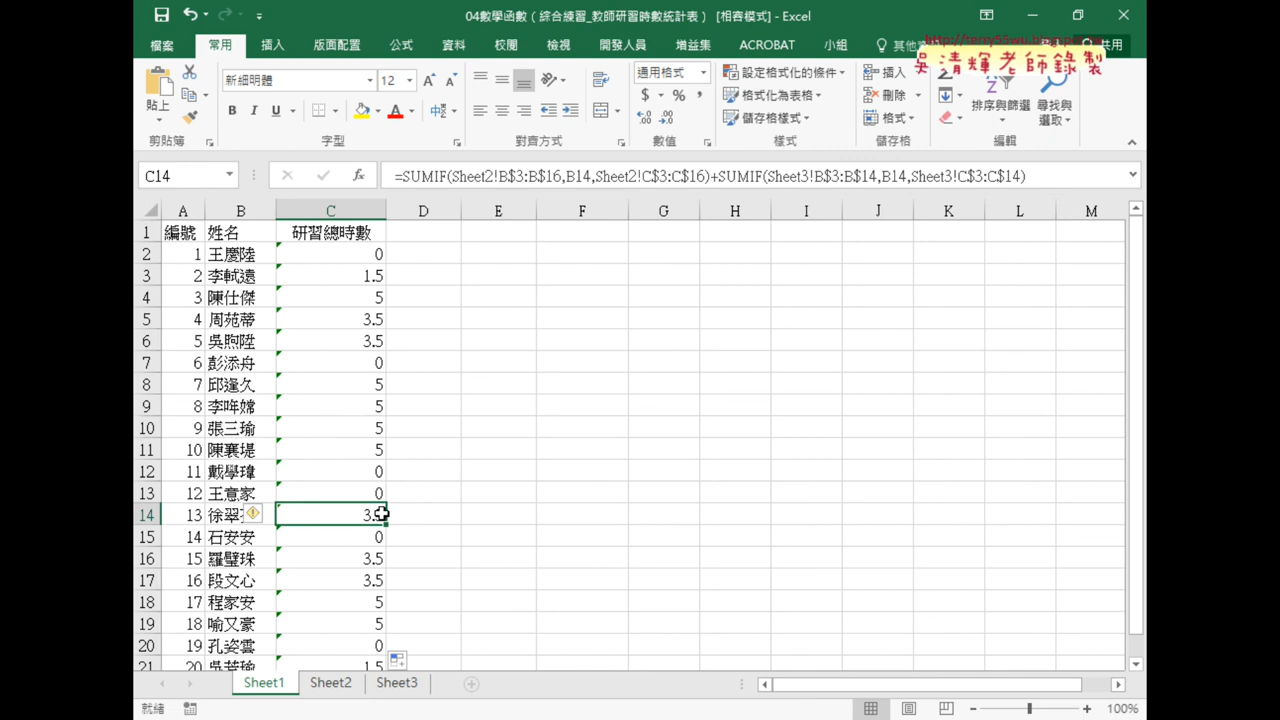 04數學函數（綜合練習_教師研習時數統計表） [相容模式] - Excel
檔案 常用 插入 版面配置 公式 資料 校閱 檢視 開發人員 增益集 ACROBAT 小組 共用
吳清輝老師錄製
貼上 新細明體 12 B I U A 通用格式 $ % 設定格式化的條件 格式化為表格 儲存格樣式 插入 刪除 格式 排序與篩選 尋找與選取
剪貼簿 字型 對齊方式 數值 樣式 儲存格 編輯
C14 fx =SUMIF(Sheet2!B$3:B$16,B14,Sheet2!C$3:C$16)+SUMIF(Sheet3!B$3:B$14,B14,Sheet3!C$3:C$14)
A B C D E F G H I J K L M
1 編號 姓名 研習總時數
2 1 王慶陸 0
3 2 李軾遠 1.5
4 3 陳仕傑 5
5 4 周苑蒂 3.5
6 5 吳煦陞 3.5
7 6 彭添舟 0
8 7 邱逢久 5
9 8 李哖嫦 5
10 9 張三瑜 5
11 10 陳襄堤 5
12 11 戴學瑋 0
13 12 王意家 0
14 13 徐翠 3.
15 14 石安安 0
16 15 羅璧珠 3.5
17 16 段文心 3.5
18 17 程家安 5
19 18 喻又豪 5
20 19 孔姿雲 0
21 20 1.5
Sheet1 Sheet2 Sheet3
就緒 100%